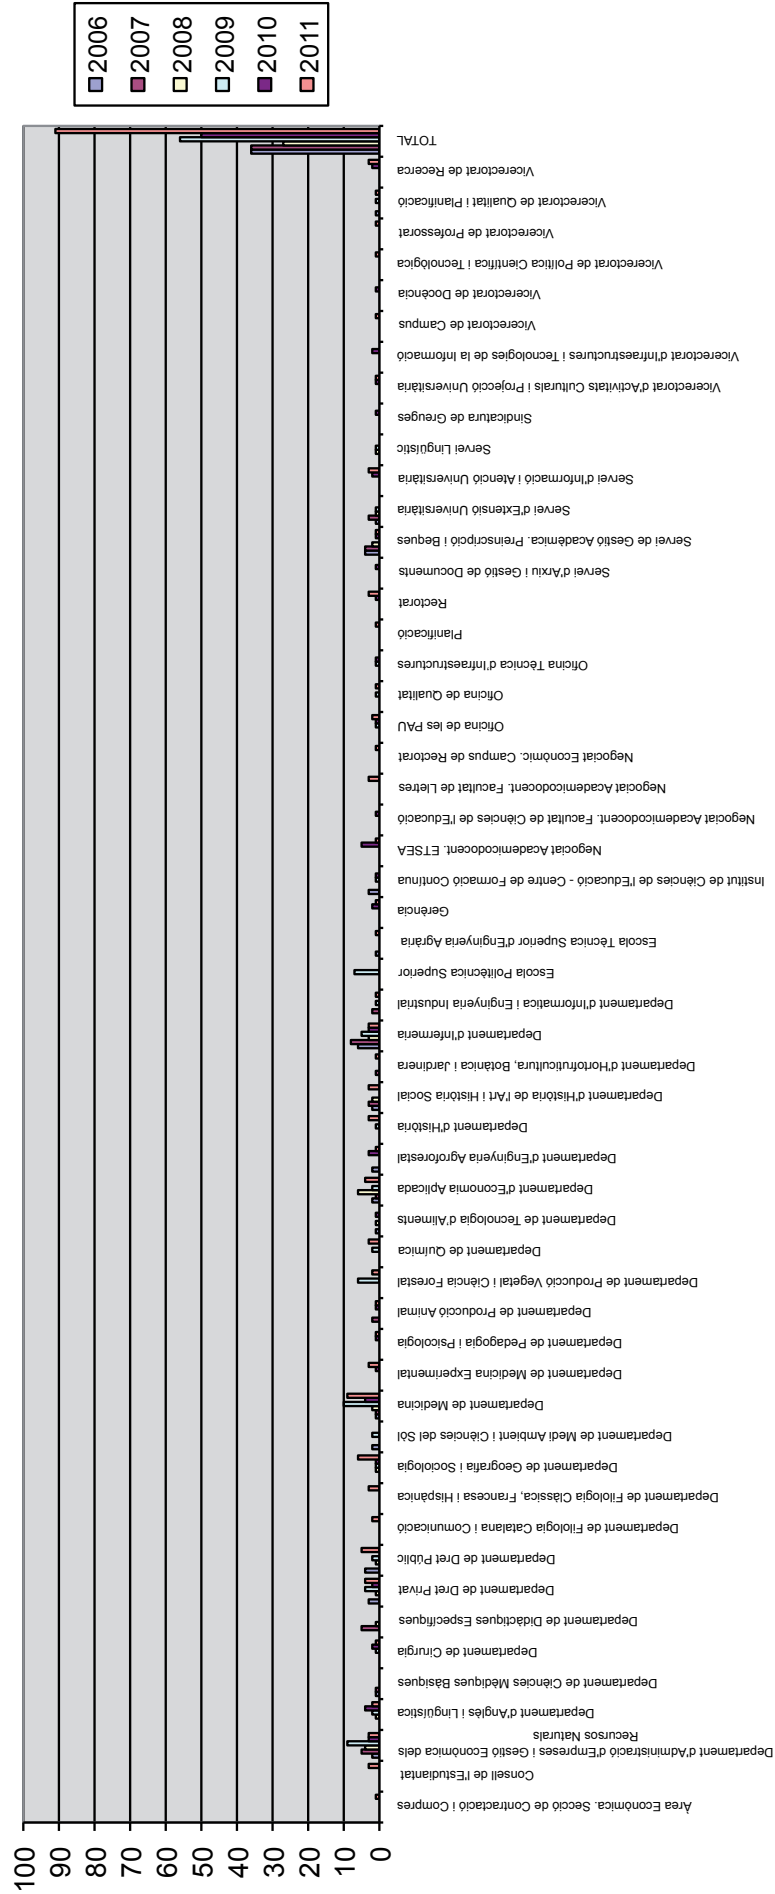 2006
2007
2008
2009
2010
2011
TOTAL
Vicerectorat de Recerca
Vicerectorat de Qualitat i Planificació
Vicerectorat de Professorat
Vicerectorat de Política Científica i Tecnològica
Vicerectorat de Docència
Vicerectorat de Campus
Vicerectorat d'Infraestructures i Tecnologies de la Informació
Vicerectorat d'Activitats Culturals i Projecció Universitària
Sindicatura de Greuges
Servei Lingüístic
Servei d'Informació i Atenció Universitària
Servei d'Extensió Universitària
Servei de Gestió Acadèmica. Preinscripció i Beques
Servei d'Arxiu i Gestió de Documents
Rectorat
Planificació
Oficina Tècnica d'Infraestructures
Oficina de Qualitat
Oficina de les PAU
Negociat Econòmic. Campus de Rectorat
Negociat Academicodocent. Facultat de Lletres
Negociat Academicodocent. Facultat de Ciències de l'Educació
Negociat Academicodocent. ETSEA
Institut de Ciències de l'Educació - Centre de Formació Contínua
Gerència
Escola Tècnica Superior d'Enginyeria Agrària
Escola Politècnica Superior
Departament d'Informatica i Enginyeria Industrial
Departament d'Infermeria
Departament d'Hortofruticultura, Botànica i Jardinera
Departament d'Història de l'Art i Història Social
Departament d'Història
Departament d'Enginyeria Agroforestal
Departament d'Economia Aplicada
Departament de Tecnologia d'Aliments
Departament de Química
Departament de Producció Vegetal i Ciència Forestal
Departament de Producció Animal
Departament de Pedagogia i Psicologia
Departament de Medicina Experimental
Departament de Medicina
Departament de Medi Ambient i Ciències del Sòl
Departament de Geografia i Sociologia
Departament de Filologia Clàssica, Francesa i Hispànica
Departament de Filologia Catalana i Comunicació
Departament de Dret Públic
Departament de Dret Privat
Departament de Didàctiques Específiques
Departament de Cirurgia
Departament de Ciències Mèdiques Bàsiques
Departament d'Anglès i Lingüística
Departament d'Administració d'Empreses i Gestió Econòmica dels
Recursos Naturals
Consell de l'Estudiantat
Àrea Econòmica. Secció de Contractació i Compres
100
90
80
70
60
50
40
30
20
10
0